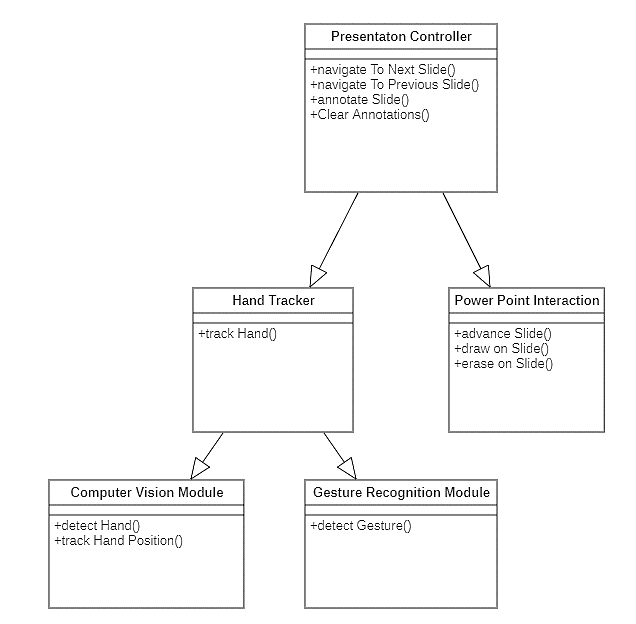 Presentaton Controller
+navigate To Next Slide()
+navigate To Previous Slide()
+annotate Slide()
+Clear Annotations()
Hand Tracker
+track Hand()
Power Point Interaction
+advance Slide()
+draw on Slide()
+erase on Slide()
Computer Vision Module
+detect Hand()
+track Hand Position()
Gesture Recognition Module
+detect Gesture()